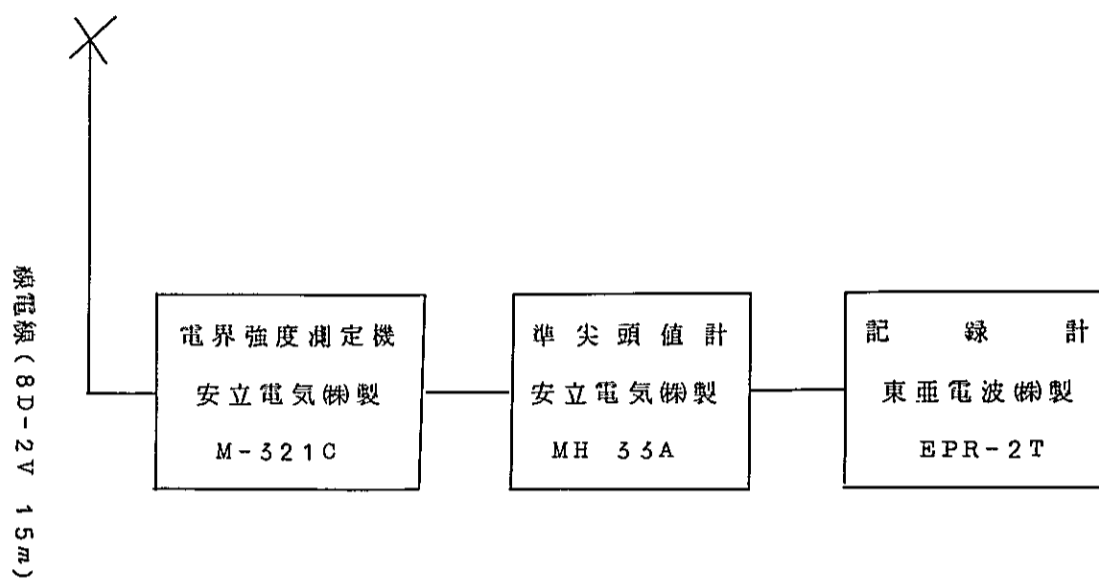 線電線(8D-2V 15m)
電界強度測定機
安立電気㈱製
M-321C
準尖頭値計
安立電気㈱製
MH 33A
記録計
東亜電波㈱製
EPR-2T